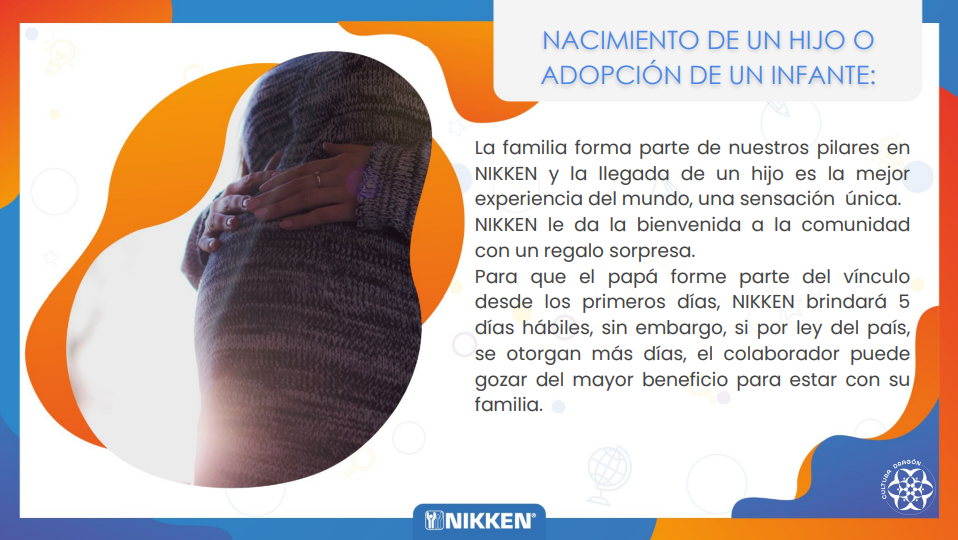 NACIMIENTO DE UN HIJO O
ADOPCIÓN DE UN INFANTE:
La familia forma parte de nuestros pilares en
NIKKEN y la llegada de un hijo es la mejor
experiencia del mundo, una sensación única.
NIKKEN le da la bienvenida a la comunidad
con un regalo sorpresa.
Para que el papá forme parte del vínculo
desde los primeros días, NIKKEN brindará 5
días hábiles, sin embargo, si por ley del país,
se otorgan más días, el colaborador puede
gozar del mayor beneficio para estar con su
familia.
CULTURA DRAGÓN
NIKKEN®